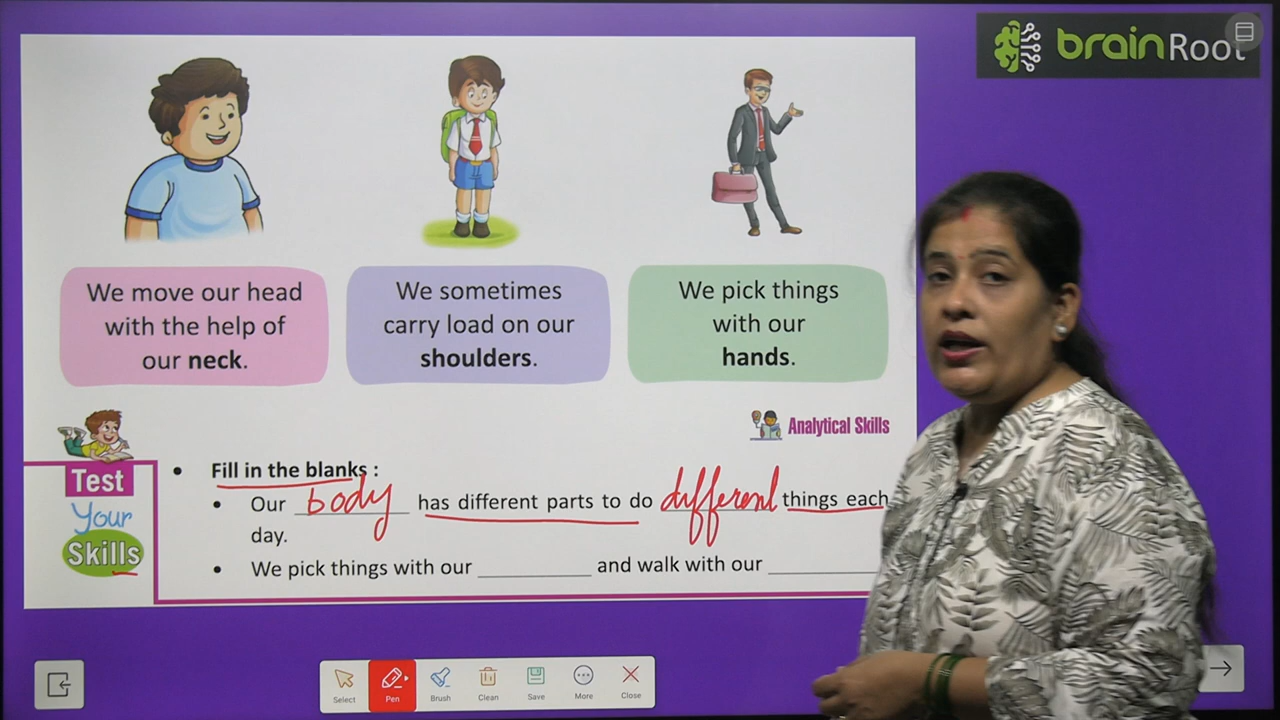 brainRoot
We move our head
with the help of
our neck.
We sometimes
carry load on our
shoulders.
We pick things
with our
hands.
Analytical Skills
Test
Your
Skills
• Fill in the blanks :
• Our body has different parts to do different things each
day.
• We pick things with our ____________ and walk with our ____________
Select
Pen
Brush
Clean
Save
More
Close